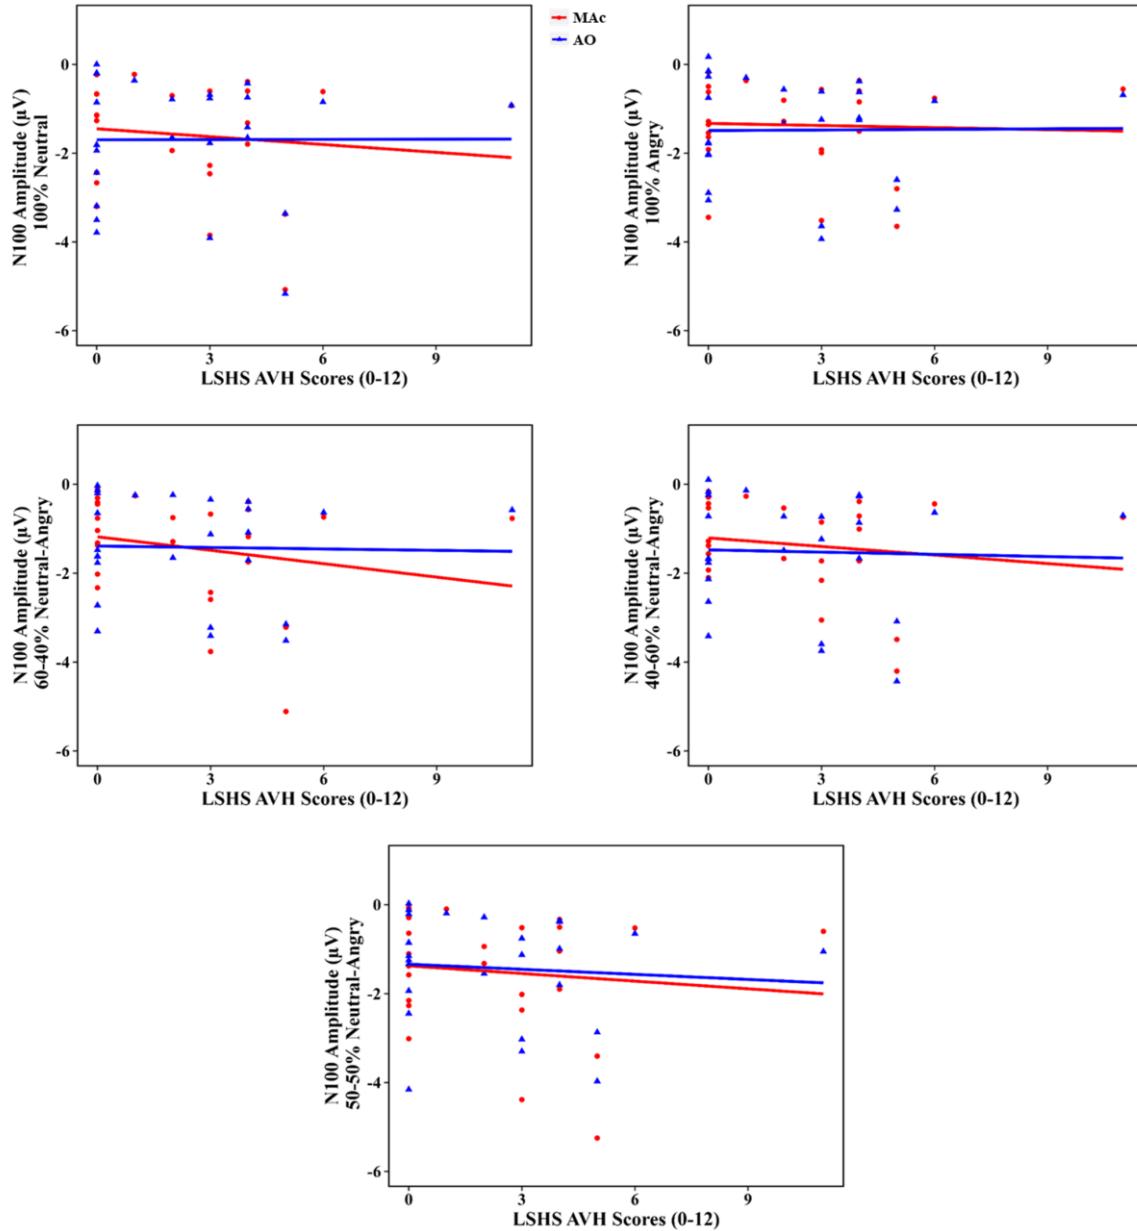 MAc
AO
N100 Amplitude (µV)
100% Neutral
0
-2
-4
-6
0 3 6 9
LSHS AVH Scores (0-12)
N100 Amplitude (µV)
100% Angry
0
-2
-4
-6
0 3 6 9
LSHS AVH Scores (0-12)
N100 Amplitude (µV)
60-40% Neutral-Angry
0
-2
-4
-6
0 3 6 9
LSHS AVH Scores (0-12)
N100 Amplitude (µV)
40-60% Neutral-Angry
0
-2
-4
-6
0 3 6 9
LSHS AVH Scores (0-12)
N100 Amplitude (µV)
50-50% Neutral-Angry
0
-2
-4
-6
0 3 6 9
LSHS AVH Scores (0-12)